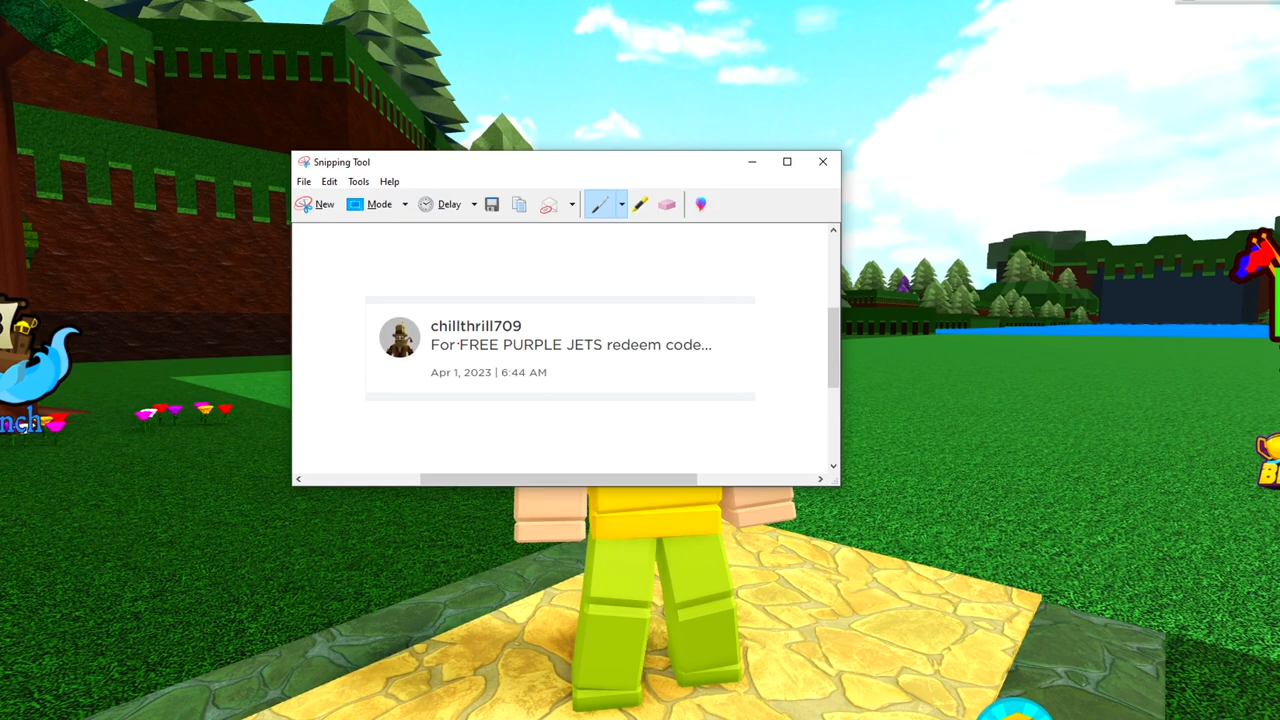 Snipping Tool
File Edit Tools Help
New Mode Delay
chillthrill709
For FREE PURPLE JETS redeem code...
Apr 1, 2023 | 6:44 AM
nch
B